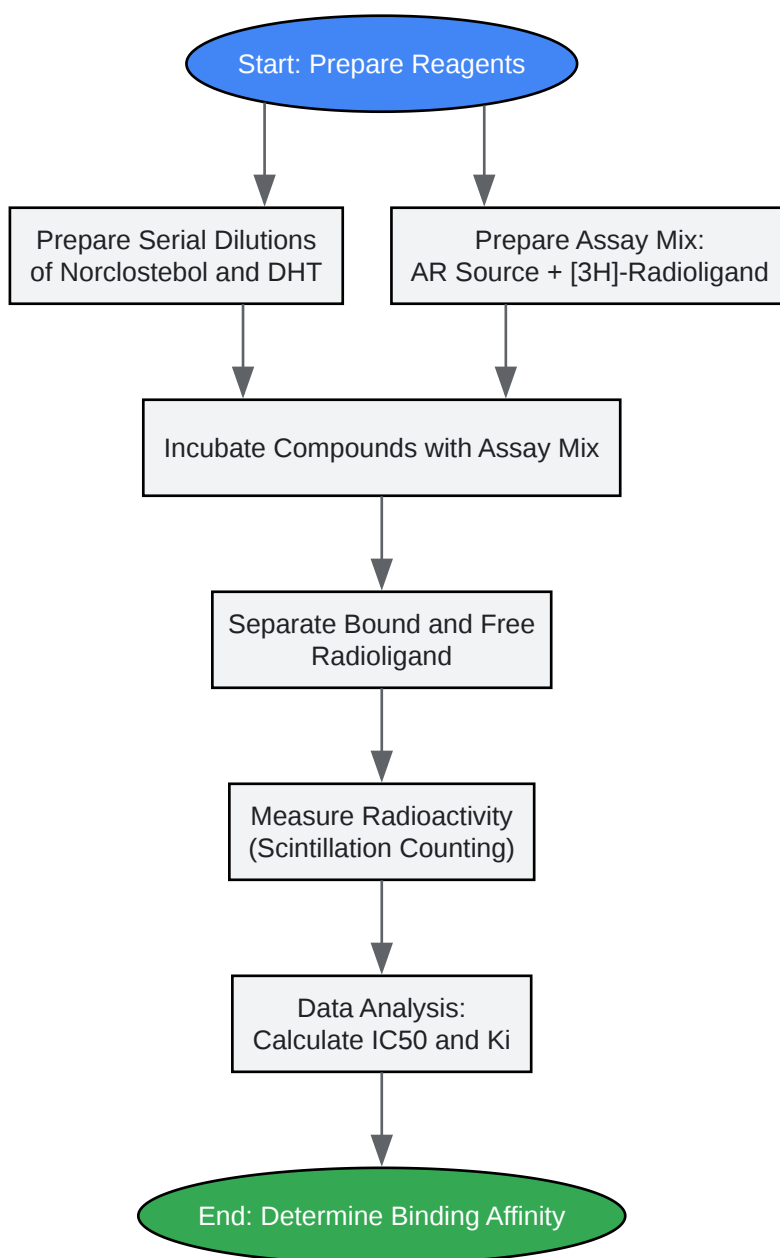 Start: Prepare Reagents
Prepare Serial Dilutions
of Norclostebol and DHT
Prepare Assay Mix:
AR Source + [3H]-Radioligand
Incubate Compounds with Assay Mix
Separate Bound and Free
Radioligand
Measure Radioactivity
(Scintillation Counting)
Data Analysis:
Calculate IC50 and Ki
End: Determine Binding Affinity